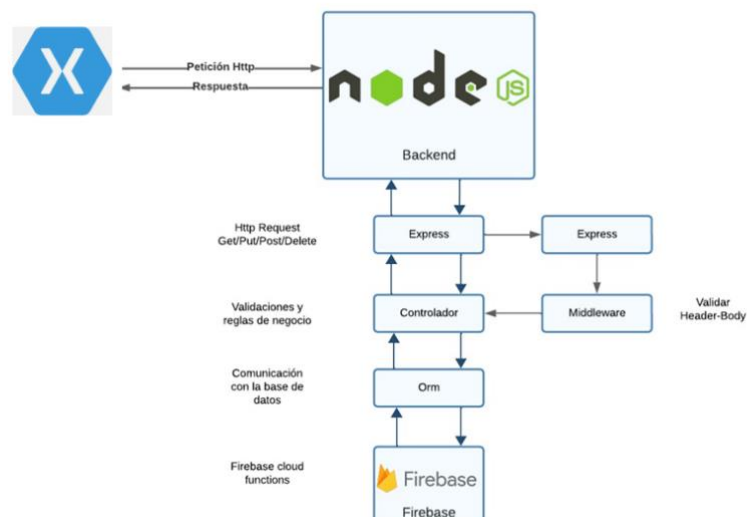 X
Petición Http
Respuesta
node
JS
Backend
Http Request
Get/Put/Post/Delete
Express
Express
Validaciones y
reglas de negocio
Controlador
Middleware
Validar
Header-Body
Comunicación
con la base de
datos
Orm
Firebase cloud
functions
Firebase
Firebase